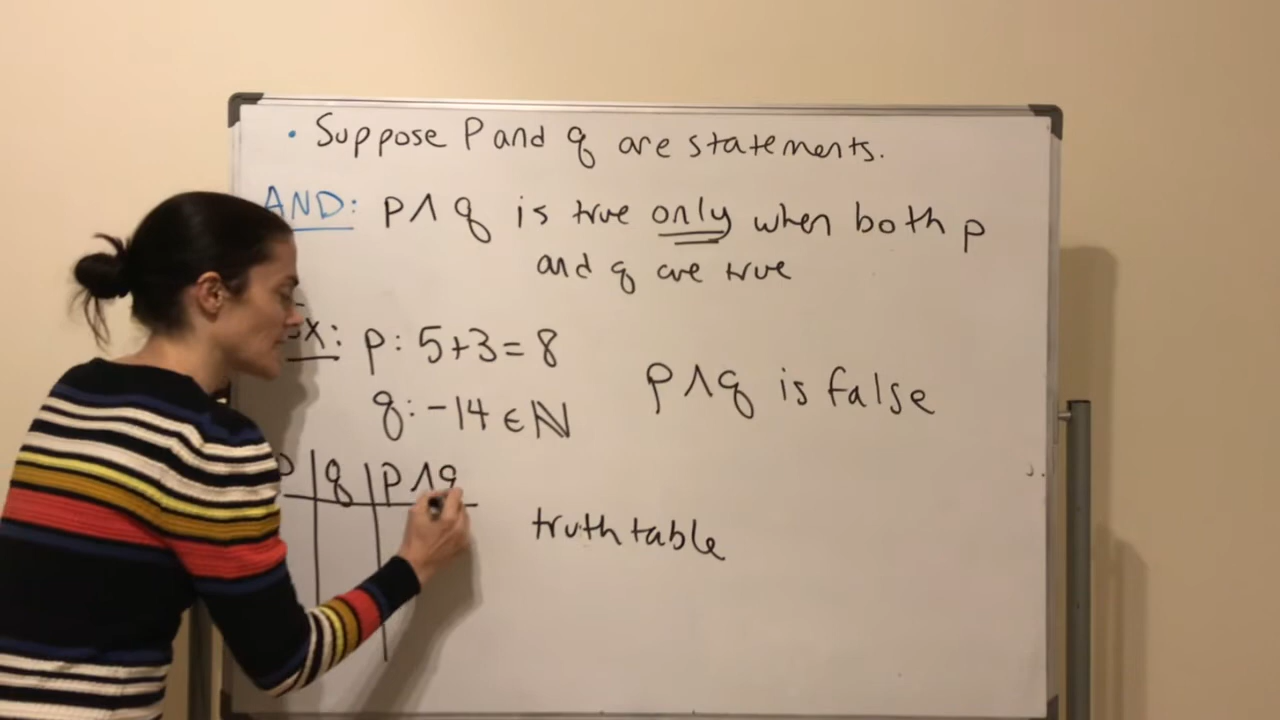 • Suppose P and q are statements.
AND: P∧q is true only when both p
and q are true
EX: p: 5+3=8
q: -14 ∈ ℕ
p∧q is false
p | q | P∧q
truth table